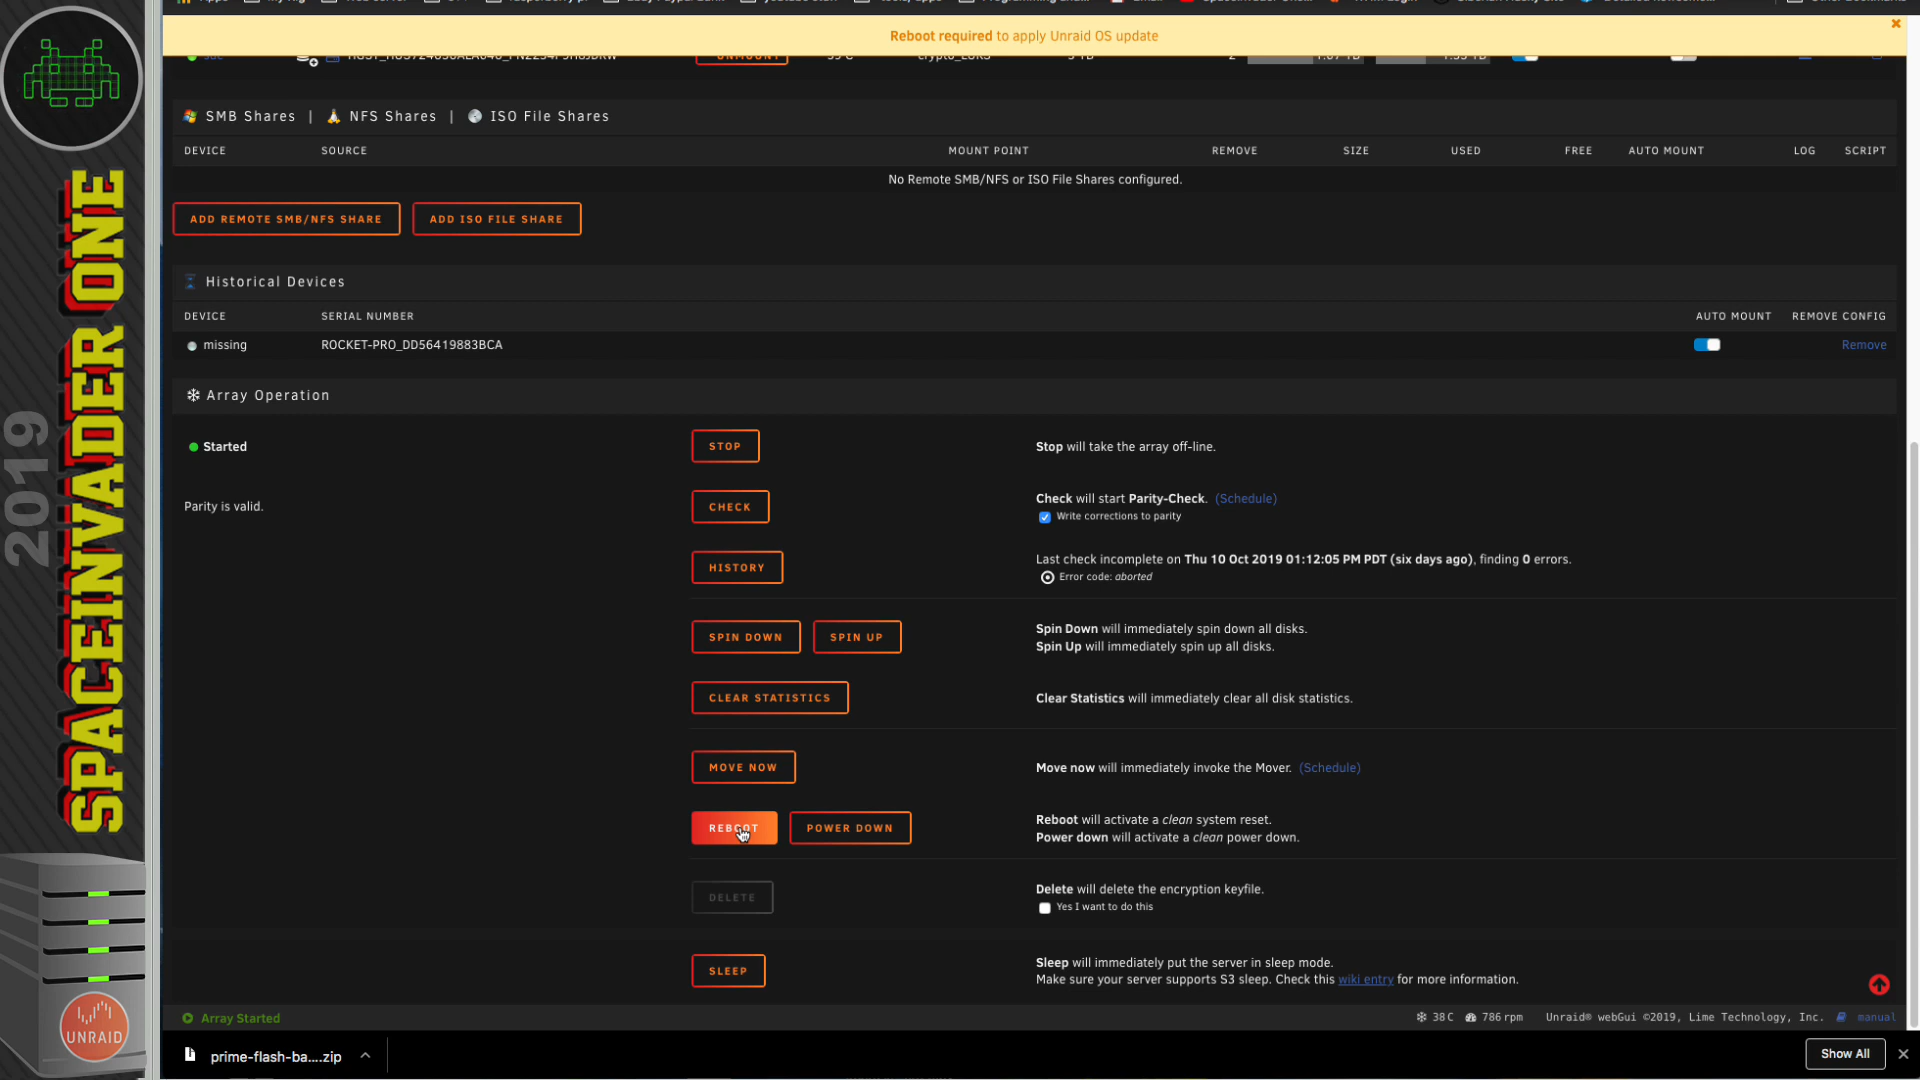 Reboot required to apply Unraid OS update
UNMOUNT
crypto_LUKS
SMB Shares | NFS Shares | ISO File Shares
DEVICE SOURCE MOUNT POINT REMOVE SIZE USED FREE AUTO MOUNT LOG SCRIPT
No Remote SMB/NFS or ISO File Shares configured.
ADD REMOTE SMB/NFS SHARE ADD ISO FILE SHARE
Historical Devices
DEVICE SERIAL NUMBER AUTO MOUNT REMOVE CONFIG
missing ROCKET-PRO_DD56419883BCA Remove
Array Operation
Started STOP Stop will take the array off-line.
Parity is valid. CHECK Check will start Parity-Check. (Schedule)
Write corrections to parity
HISTORY Last check incomplete on Thu 10 Oct 2019 01:12:05 PM PDT (six days ago), finding 0 errors.
Error code: aborted
SPIN DOWN SPIN UP Spin Down will immediately spin down all disks.
Spin Up will immediately spin up all disks.
CLEAR STATISTICS Clear Statistics will immediately clear all disk statistics.
MOVE NOW Move now will immediately invoke the Mover. (Schedule)
REBOOT POWER DOWN Reboot will activate a clean system reset.
Power down will activate a clean power down.
DELETE Delete will delete the encryption keyfile.
Yes I want to do this
SLEEP Sleep will immediately put the server in sleep mode.
Make sure your server supports S3 sleep. Check this wiki entry for more information.
Array Started 38 C 786 rpm Unraid® webGui ©2019, Lime Technology, Inc. manual
prime-flash-ba....zip Show All
2019
SPACEINVADER ONE
UNRAID